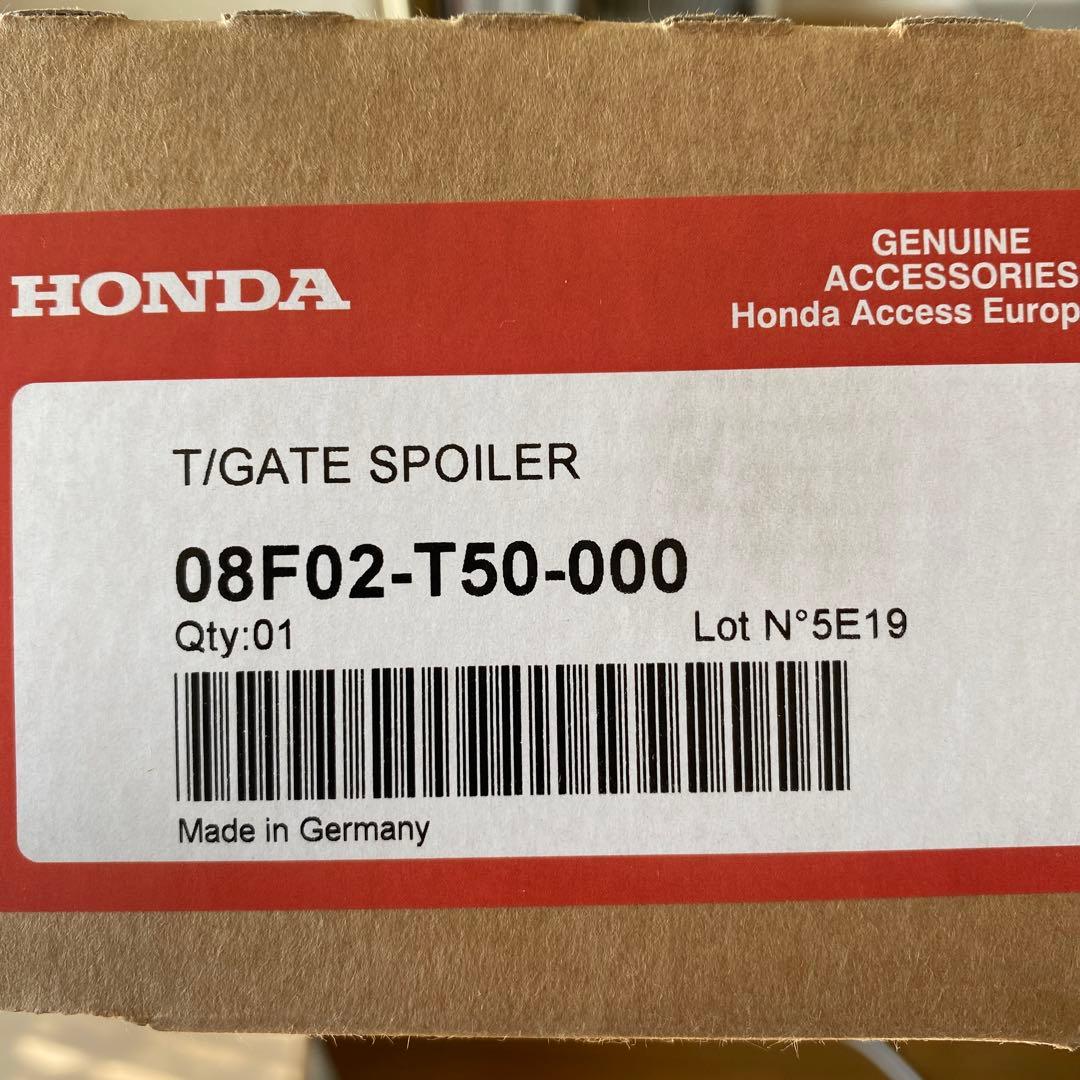 HONDA
GENUINE
ACCESSORIES
Honda Access Europ
T/GATE SPOILER
08F02-T50-000
Qty:01
Lot N°5E19
Made in Germany